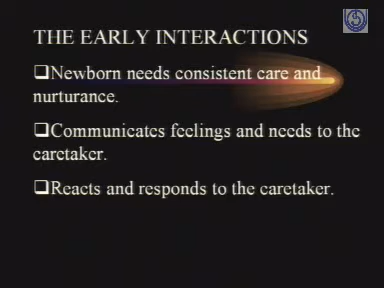 THE EARLY INTERACTIONS
❑Newborn needs consistent care and
nurturance.
❑Communicates feelings and needs to the
caretaker.
❑Reacts and responds to the caretaker.